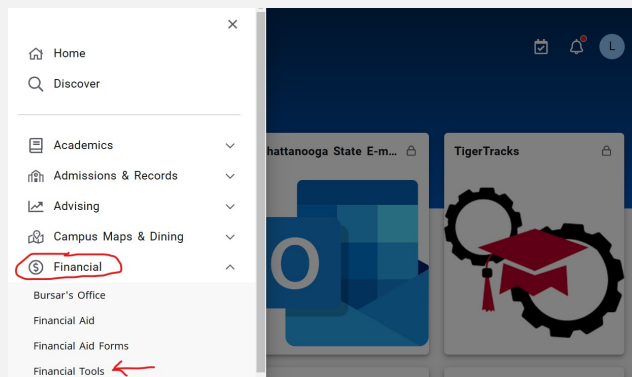 Home
Discover
Academics
Admissions & Records
Advising
Campus Maps & Dining
Financial
Bursar's Office
Financial Aid
Financial Aid Forms
Financial Tools
L
hattanooga State E-m...
TigerTracks
O